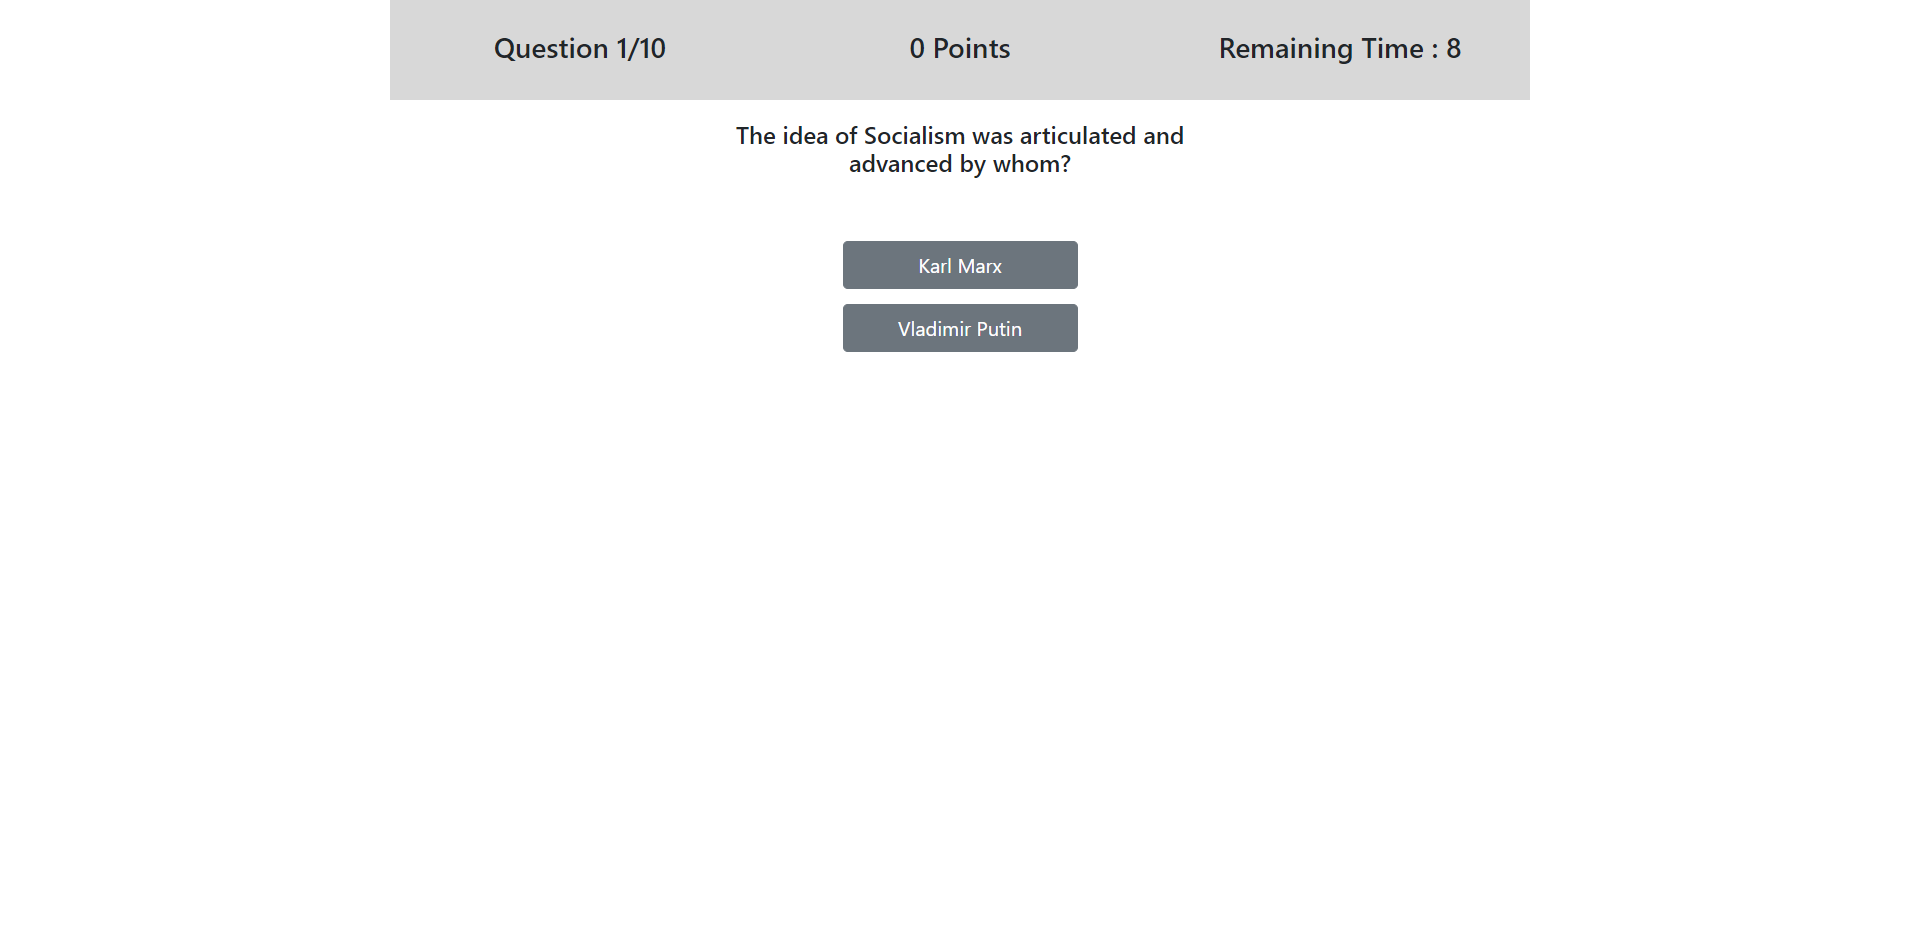 Question 1/10
0 Points
Remaining Time : 8
The idea of Socialism was articulated and
advanced by whom?
Karl Marx
Vladimir Putin